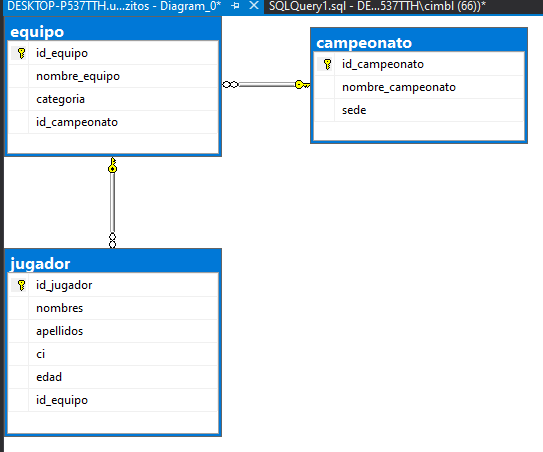 DESKTOP-P537TTH.u...zitos - Diagram_0*
SQLQuery1.sql - DE...537TTH\cimbl (66))*
equipo
id_equipo
nombre_equipo
categoria
id_campeonato
campeonato
id_campeonato
nombre_campeonato
sede
jugador
id_jugador
nombres
apellidos
ci
edad
id_equipo